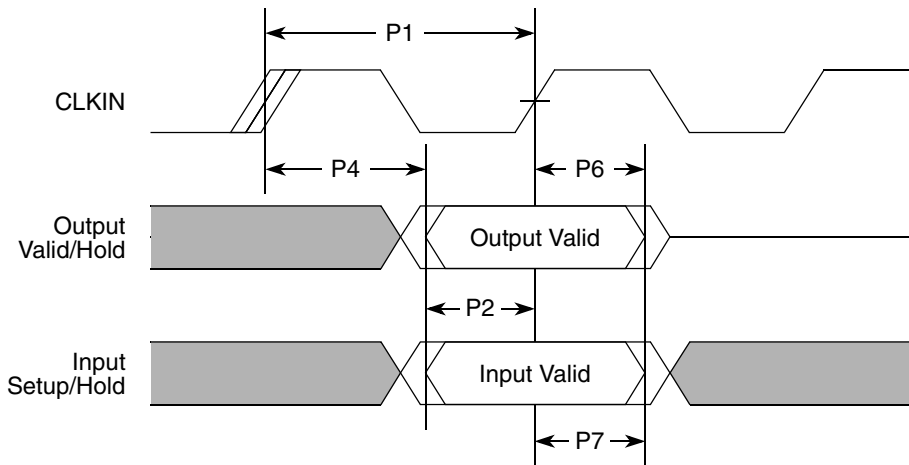 P1
CLKIN
P4
P6
Output
Valid/Hold
Output Valid
P2
Input
Setup/Hold
Input Valid
P7